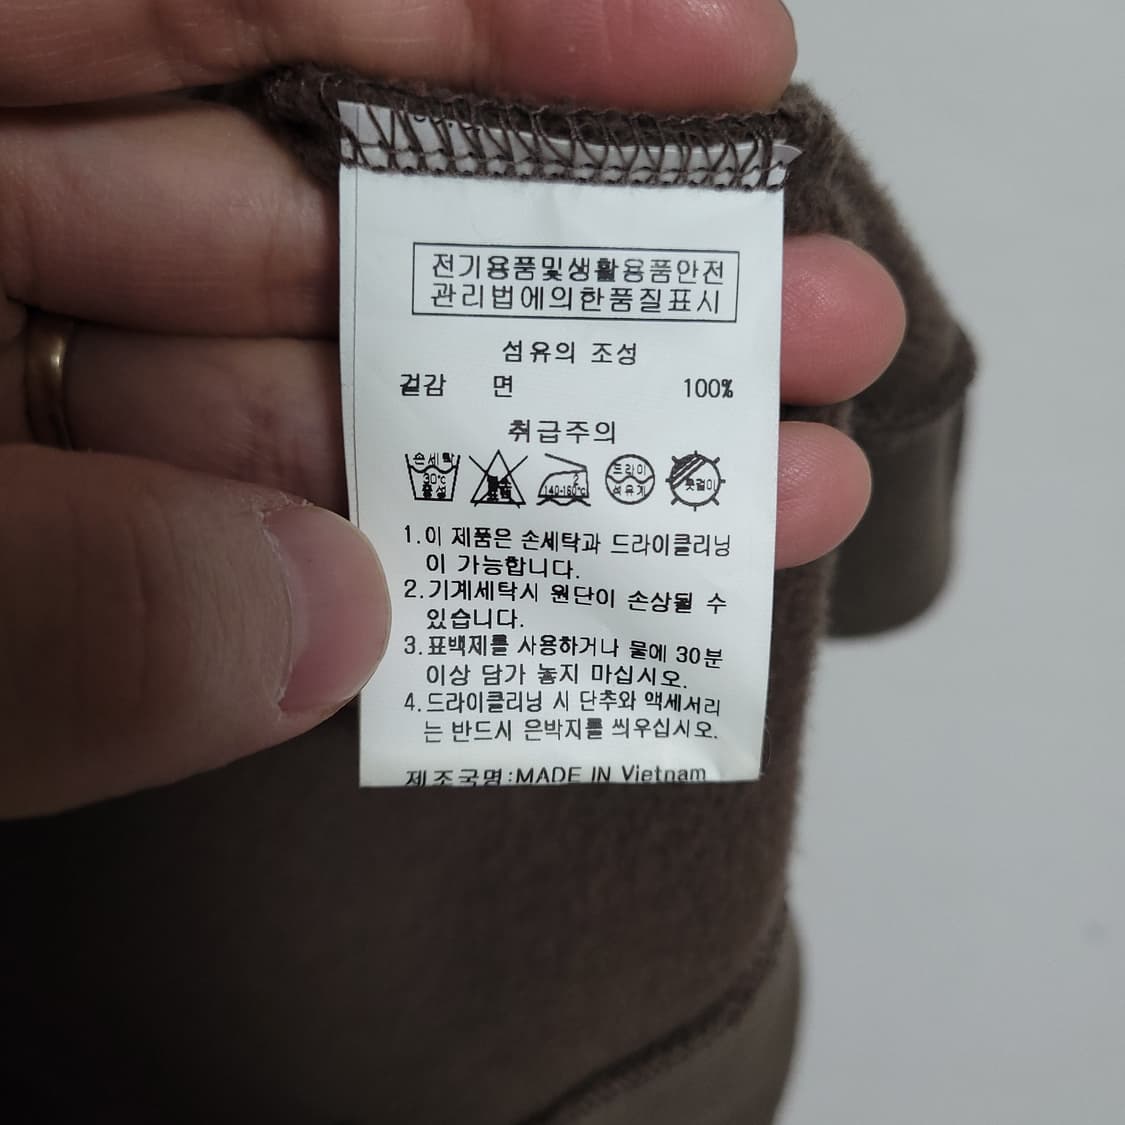 전기용품및생활용품안전
관리법에의한품질표시
섬유의 조성
겉감 면 100%
취급주의
손세탁 30℃ 중성 염소표백 2 140-160℃ 드라이 석유계 옷걸이
1.이 제품은 손세탁과 드라이클리닝
이 가능합니다.
2.기계세탁시 원단이 손상될 수
있습니다.
3.표백제를 사용하거나 물에 30분
이상 담가 놓지 마십시오.
4.드라이클리닝 시 단추와 액세서리
는 반드시 은박지를 씌우십시오.
제조국명:MADE IN Vietnam